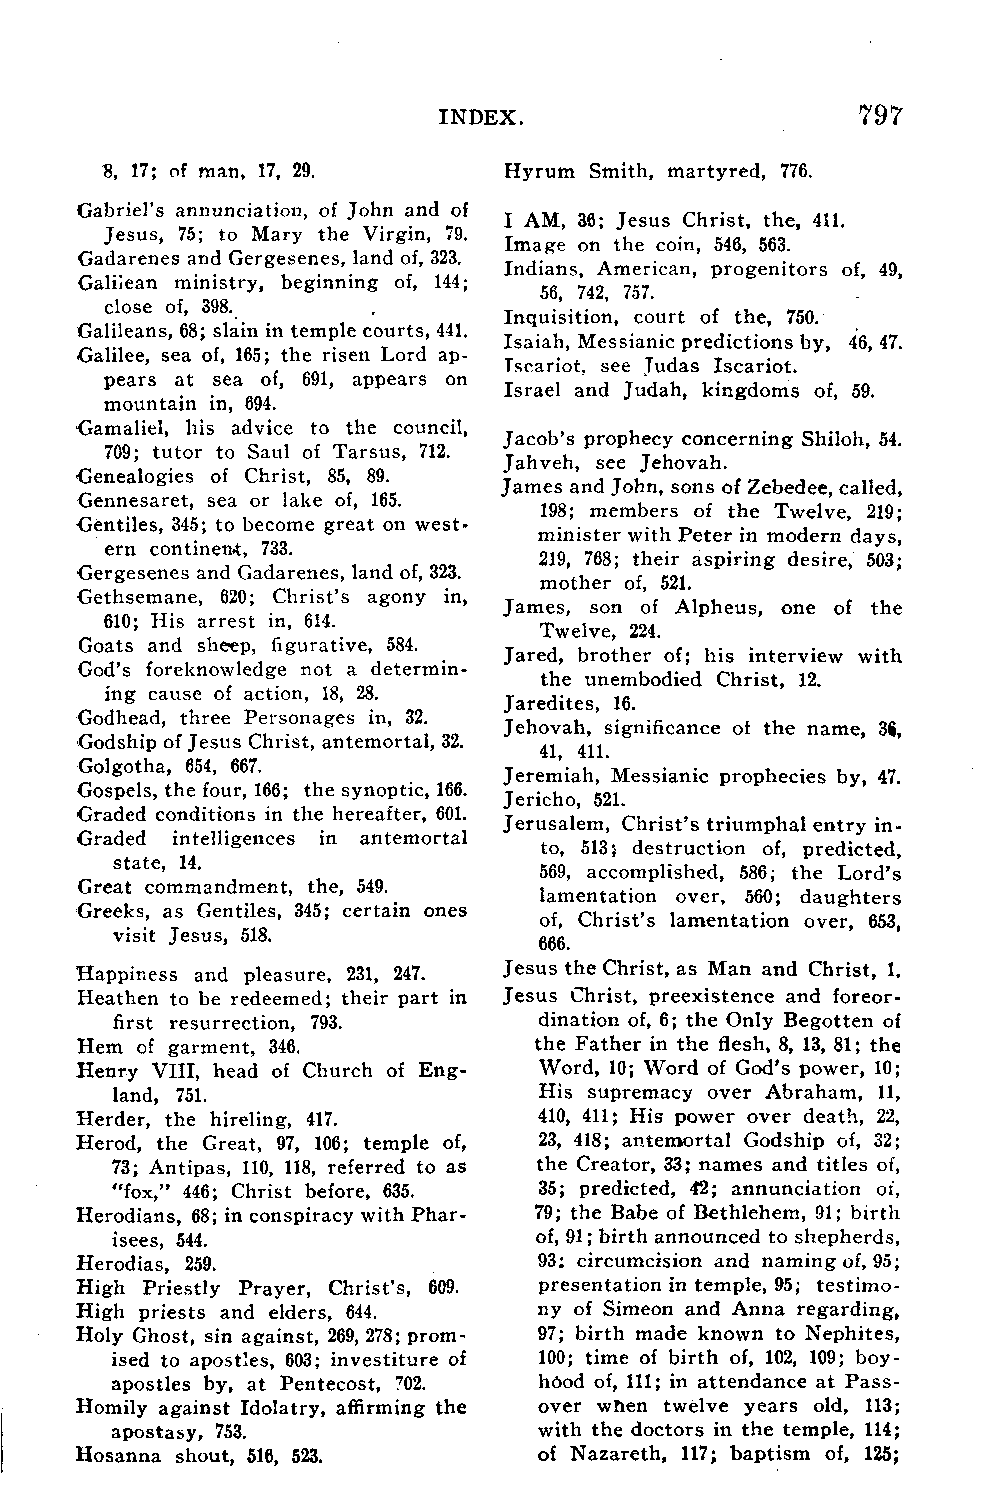 INDEX. 797
8, 17; of man, 17, 29.
Gabriel's annunciation, of John and of
Jesus, 75; to Mary the Virgin, 79.
Gadarenes and Gergesenes, land of, 323.
Galilean ministry, beginning of, 144;
close of, 398.
Galileans, 68; slain in temple courts, 441.
Galilee, sea of, 165; the risen Lord ap-
pears at sea of, 691, appears on
mountain in, 694.
Gamaliel, his advice to the council,
709; tutor to Saul of Tarsus, 712.
Genealogies of Christ, 85, 89.
Gennesaret, sea or lake of, 165.
Gentiles, 345; to become great on west-
ern continent, 733.
Gergesenes and Gadarenes, land of, 323.
Gethsemane, 620; Christ's agony in,
610; His arrest in, 614.
Goats and sheep, figurative, 584.
God's foreknowledge not a determin-
ing cause of action, 18, 28.
Godhead, three Personages in, 32.
Godship of Jesus Christ, antemortal, 32.
Golgotha, 654, 667.
Gospels, the four, 166; the synoptic, 166.
Graded conditions in the hereafter, 601.
Graded intelligences in antemortal
state, 14.
Great commandment, the, 549.
Greeks, as Gentiles, 345; certain ones
visit Jesus, 518.
Happiness and pleasure, 231, 247.
Heathen to be redeemed; their part in
first resurrection, 793.
Hem of garment, 346.
Henry VIII, head of Church of Eng-
land, 751.
Herder, the hireling, 417.
Herod, the Great, 97, 106; temple of,
73; Antipas, 110, 118, referred to as
"fox," 446; Christ before, 635.
Herodians, 68; in conspiracy with Phar-
isees, 544.
Herodias, 259.
High Priestly Prayer, Christ's, 609.
High priests and elders, 644.
Holy Ghost, sin against, 269, 278; prom-
ised to apostles, 603; investiture of
apostles by, at Pentecost, 702.
Homily against Idolatry, affirming the
apostasy, 753.
Hosanna shout, 516, 523.
Hyrum Smith, martyred, 776.
I AM, 36; Jesus Christ, the, 411.
Image on the coin, 546, 563.
Indians, American, progenitors of, 49,
56, 742, 757.
Inquisition, court of the, 750.
Isaiah, Messianic predictions by, 46, 47.
Iscariot, see Judas Iscariot.
Israel and Judah, kingdoms of, 59.
Jacob's prophecy concerning Shiloh, 54.
Jahveh, see Jehovah.
James and John, sons of Zebedee, called,
198; members of the Twelve, 219;
minister with Peter in modern days,
219, 768; their aspiring desire, 503;
mother of, 521.
James, son of Alpheus, one of the
Twelve, 224.
Jared, brother of; his interview with
the unembodied Christ, 12.
Jaredites, 16.
Jehovah, significance of the name, 36,
41, 411.
Jeremiah, Messianic prophecies by, 47.
Jericho, 521.
Jerusalem, Christ's triumphal entry in-
to, 513; destruction of, predicted,
569, accomplished, 586; the Lord's
lamentation over, 560; daughters
of, Christ's lamentation over, 653,
666.
Jesus the Christ, as Man and Christ, 1.
Jesus Christ, preexistence and foreor-
dination of, 6; the Only Begotten of
the Father in the flesh, 8, 13, 81; the
Word, 10; Word of God's power, 10;
His supremacy over Abraham, 11,
410, 411; His power over death, 22,
23, 418; antemortal Godship of, 32;
the Creator, 33; names and titles of,
35; predicted, 42; annunciation of,
79; the Babe of Bethlehem, 91; birth
of, 91; birth announced to shepherds,
93; circumcision and naming of, 95;
presentation in temple, 95; testimo-
ny of Simeon and Anna regarding,
97; birth made known to Nephites,
100; time of birth of, 102, 109; boy-
hood of, 111; in attendance at Pass-
over when twelve years old, 113;
with the doctors in the temple, 114;
of Nazareth, 117; baptism of, 125;